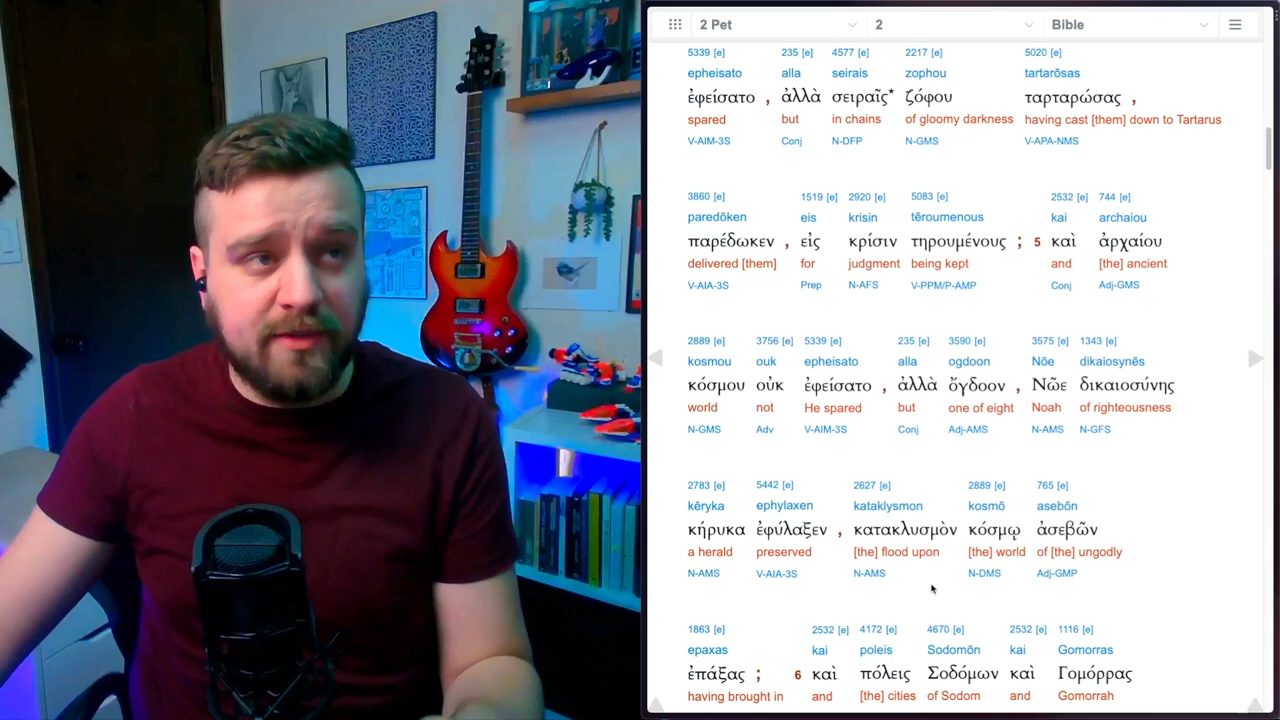 2 Pet 2 Bible
5339 [e] 235 [e] 4577 [e] 2217 [e] 5020 [e]
epheisato alla seirais zophou tartarōsas
ἐφείσατο , ἀλλὰ σειραῖς* ζόφου ταρταρώσας ,
spared but in chains of gloomy darkness having cast [them] down to Tartarus
V-AIM-3S Conj N-DFP N-GMS V-APA-NMS
3860 [e] 1519 [e] 2920 [e] 5083 [e] 2532 [e] 744 [e]
paredōken eis krisin tēroumenous kai archaiou
παρέδωκεν , εἰς κρίσιν τηρουμένους ; 5 καὶ ἀρχαίου
delivered [them] for judgment being kept and [the] ancient
V-AIA-3S Prep N-AFS V-PPM/P-AMP Conj Adj-GMS
2889 [e] 3756 [e] 5339 [e] 235 [e] 3590 [e] 3575 [e] 1343 [e]
kosmou ouk epheisato alla ogdoon Nōe dikaiosynēs
κόσμου οὐκ ἐφείσατο , ἀλλὰ ὄγδοον , Νῶε δικαιοσύνης
world not He spared but one of eight Noah of righteousness
N-GMS Adv V-AIM-3S Conj Adj-AMS N-AMS N-GFS
2783 [e] 5442 [e] 2627 [e] 2889 [e] 765 [e]
kēryka ephylaxen kataklysmon kosmō asebōn
κήρυκα ἐφύλαξεν , κατακλυσμὸν κόσμῳ ἀσεβῶν
a herald preserved [the] flood upon [the] world of [the] ungodly
N-AMS V-AIA-3S N-AMS N-DMS Adj-GMP
1863 [e] 2532 [e] 4172 [e] 4670 [e] 2532 [e] 1116 [e]
epaxas kai poleis Sodomōn kai Gomorras
ἐπάξας ; 6 καὶ πόλεις Σοδόμων καὶ Γομόρρας
having brought in and [the] cities of Sodom and Gomorrah